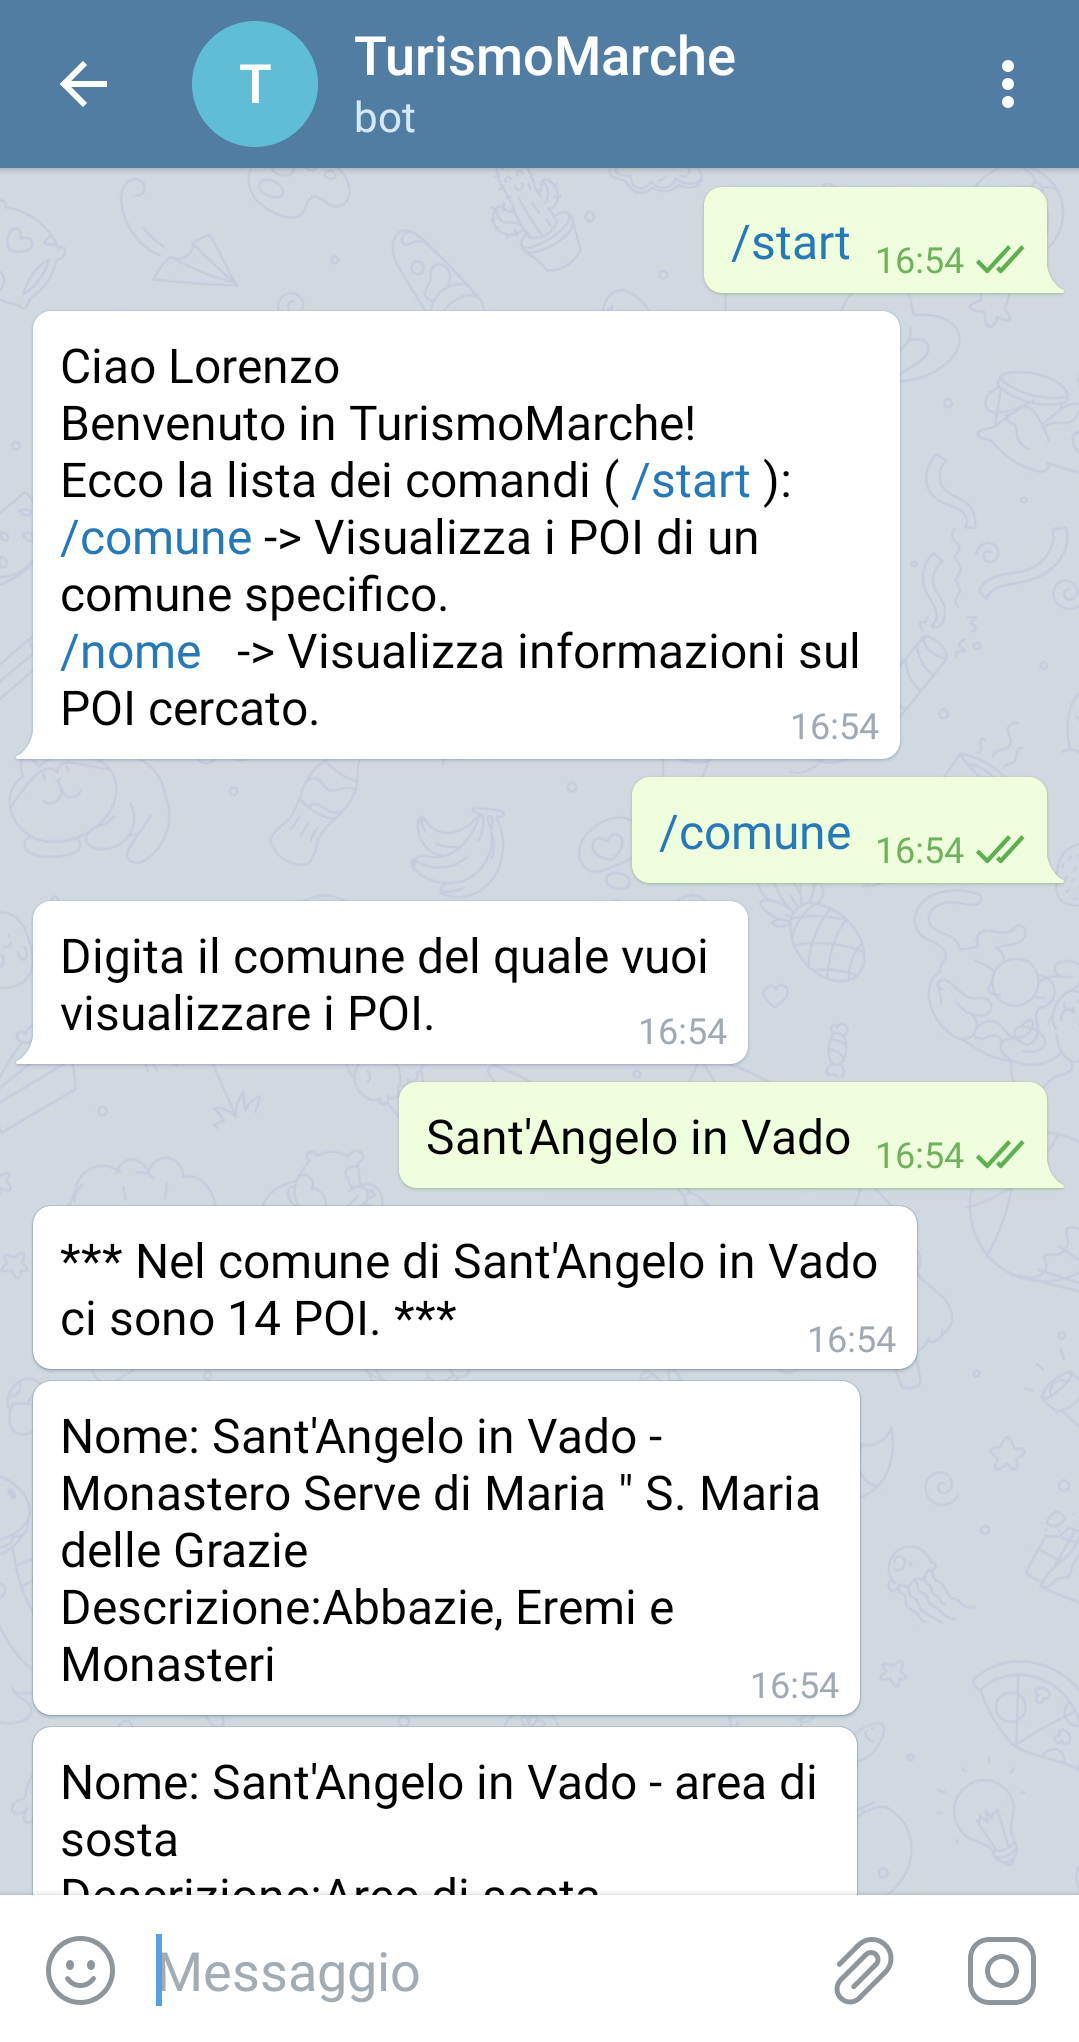 TurismoMarche
T
bot
/start 16:54
Ciao Lorenzo
Benvenuto in TurismoMarche!
Ecco la lista dei comandi ( /start ):
/comune -> Visualizza i POI di un
comune specifico.
/nome   -> Visualizza informazioni sul
POI cercato.
16:54
/comune 16:54
Digita il comune del quale vuoi
visualizzare i POI.
16:54
Sant'Angelo in Vado 16:54
*** Nel comune di Sant'Angelo in Vado
ci sono 14 POI. ***
16:54
Nome: Sant'Angelo in Vado -
Monastero Serve di Maria " S. Maria
delle Grazie
Descrizione:Abbazie, Eremi e
Monasteri
16:54
Nome: Sant'Angelo in Vado - area di
sosta
Descrizione:Aree di sosta
Messaggio